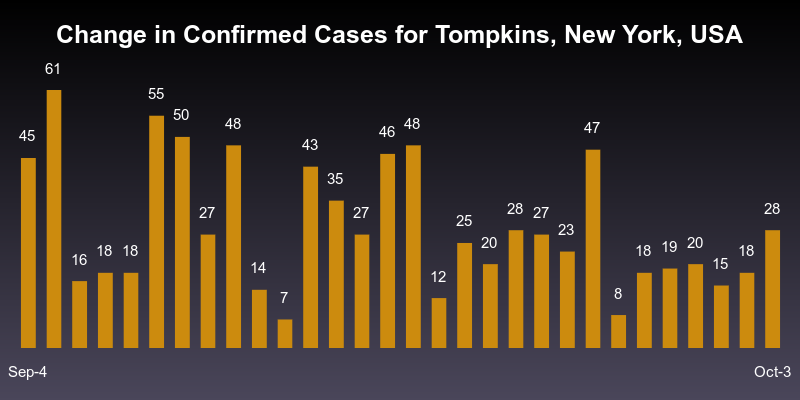 Change in Confirmed Cases for Tompkins, New York, USA
45 61 16 18 18 55 50 27 48 14 7 43 35 27 46 48 12 25 20 28 27 23 47 8 18 19 20 15 18 28
Sep-4 Oct-3